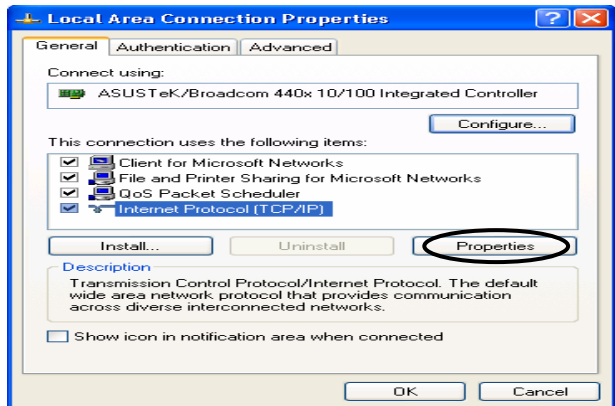 Local Area Connection Properties
General Authentication Advanced
Connect using:
ASUSTeK/Broadcom 440x 10/100 Integrated Controller
Configure...
This connection uses the following items:
Client for Microsoft Networks
File and Printer Sharing for Microsoft Networks
QoS Packet Scheduler
Internet Protocol (TCP/IP)
Install... Uninstall Properties
Description
Transmission Control Protocol/Internet Protocol. The default
wide area network protocol that provides communication
across diverse interconnected networks.
Show icon in notification area when connected
OK Cancel